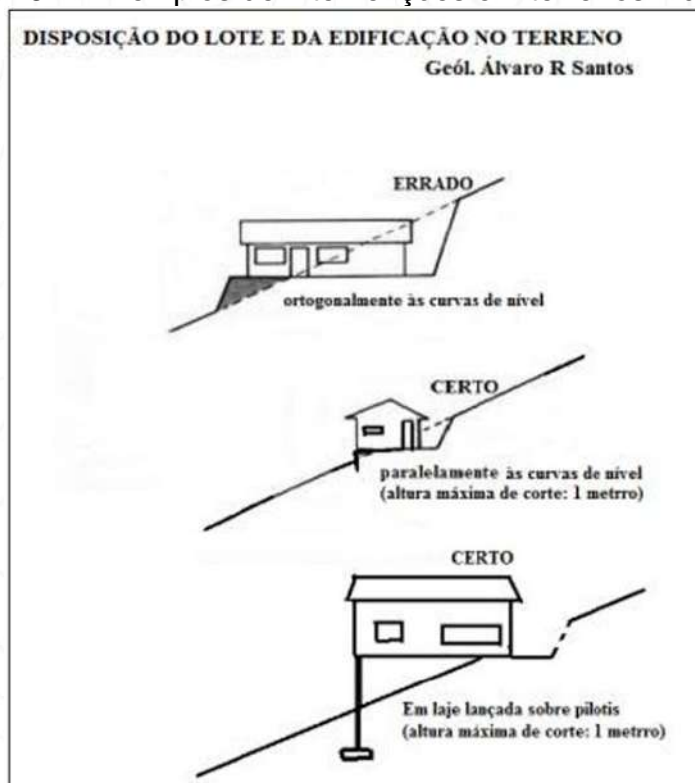 DISPOSIÇÃO DO LOTE E DA EDIFICAÇÃO NO TERRENO
Geól. Álvaro R Santos
ERRADO
ortogonalmente às curvas de nível
CERTO
paralelamente às curvas de nível
(altura máxima de corte: 1 metrro)
CERTO
Em laje lançada sobre pilotis
(altura máxima de corte: 1 metrro)